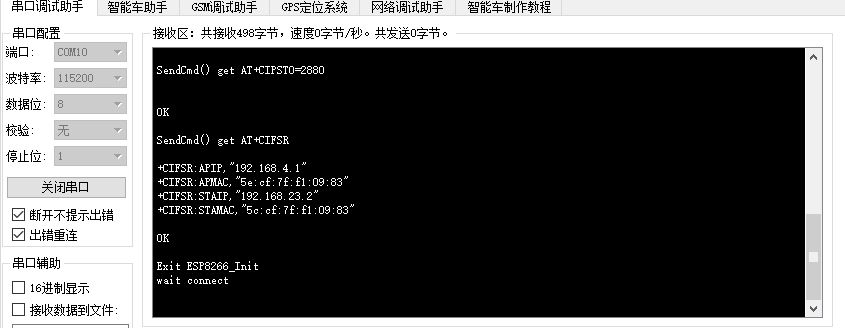 串口调试助手 智能车助手 GSM调试助手 GPS定位系统 网络调试助手 智能车制作教程
串口配置
端口: COM10
波特率: 115200
数据位: 8
校验: 无
停止位: 1
关闭串口
断开不提示出错
出错重连
串口辅助
16进制显示
接收数据到文件:
接收区: 共接收498字节，速度0字节/秒。共发送0字节。
SendCmd() get AT+CIPSTO=2880
OK
SendCmd() get AT+CIFSR
+CIFSR:APIP,"192.168.4.1"
+CIFSR:APMAC,"5e:cf:7f:f1:09:83"
+CIFSR:STAIP,"192.168.23.2"
+CIFSR:STAMAC,"5c:cf:7f:f1:09:83"
OK
Exit ESP8266_Init
wait connect